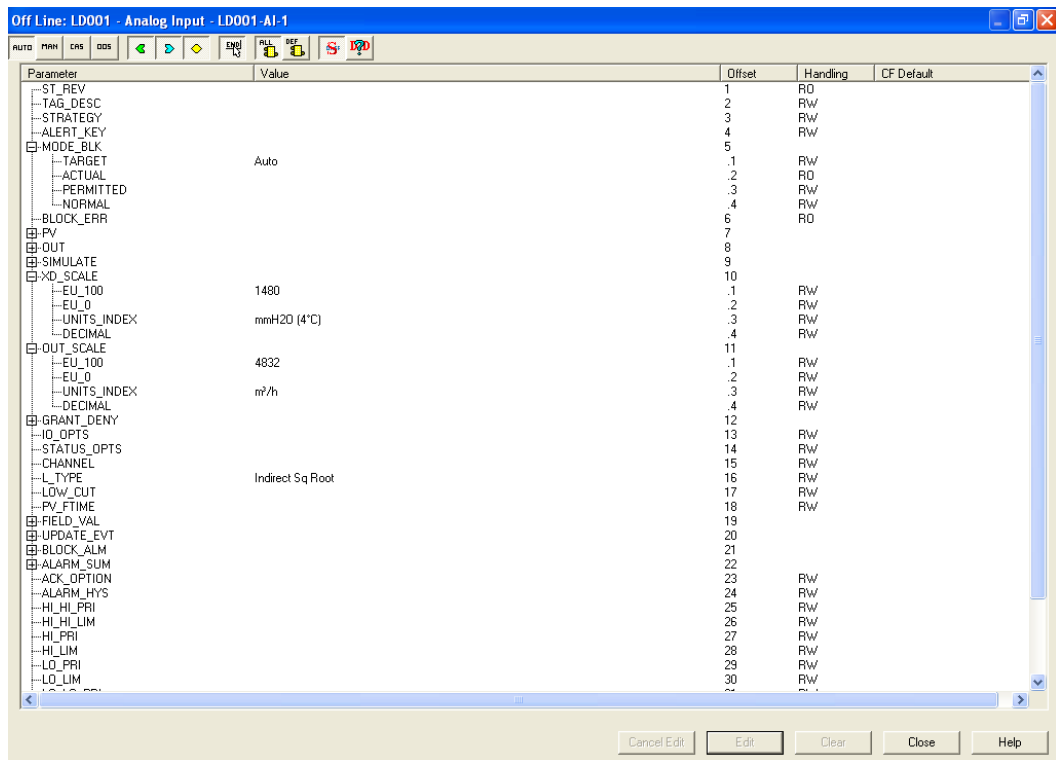 Off Line: LD001 - Analog Input - LD001-AI-1
AUTO MAN CAS OOS END ALL DEF S D?D
Parameter Value Offset Handling CF Default
ST_REV 1 RO
TAG_DESC 2 RW
STRATEGY 3 RW
ALERT_KEY 4 RW
MODE_BLK 5
TARGET Auto .1 RW
ACTUAL .2 RO
PERMITTED .3 RW
NORMAL .4 RW
BLOCK_ERR 6 RO
PV 7
OUT 8
SIMULATE 9
XD_SCALE 10
EU_100 1480 .1 RW
EU_0 .2 RW
UNITS_INDEX mmH2O (4°C) .3 RW
DECIMAL .4 RW
OUT_SCALE 11
EU_100 4832 .1 RW
EU_0 .2 RW
UNITS_INDEX m³/h .3 RW
DECIMAL .4 RW
GRANT_DENY 12
IO_OPTS 13 RW
STATUS_OPTS 14 RW
CHANNEL 15 RW
L_TYPE Indirect Sq Root 16 RW
LOW_CUT 17 RW
PV_FTIME 18 RW
FIELD_VAL 19
UPDATE_EVT 20
BLOCK_ALM 21
ALARM_SUM 22
ACK_OPTION 23 RW
ALARM_HYS 24 RW
HI_HI_PRI 25 RW
HI_HI_LIM 26 RW
HI_PRI 27 RW
HI_LIM 28 RW
LO_PRI 29 RW
LO_LIM 30 RW
Cancel Edit Edit Clear Close Help